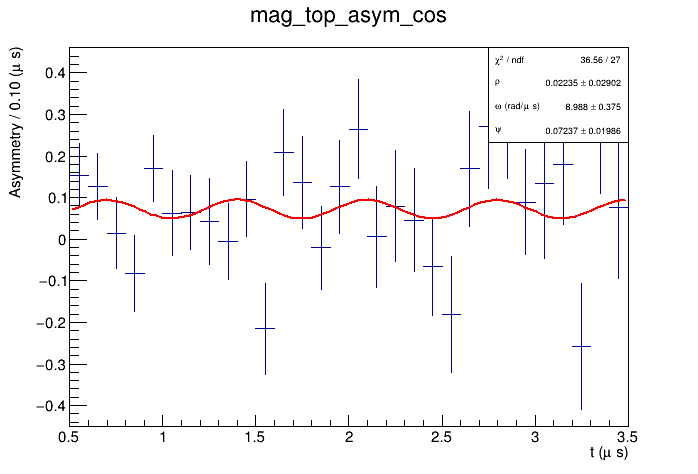 mag_top_asym_cos
χ² / ndf 36.56 / 27
ρ 0.02235 ± 0.02902
ω (rad/μ s) 8.988 ± 0.375
ψ 0.07237 ± 0.01986
Asymmetry / 0.10 (μ s)
0.4
0.3
0.2
0.1
0
−0.1
−0.2
−0.3
−0.4
0.5 1 1.5 2 2.5 3 3.5
t (μ s)